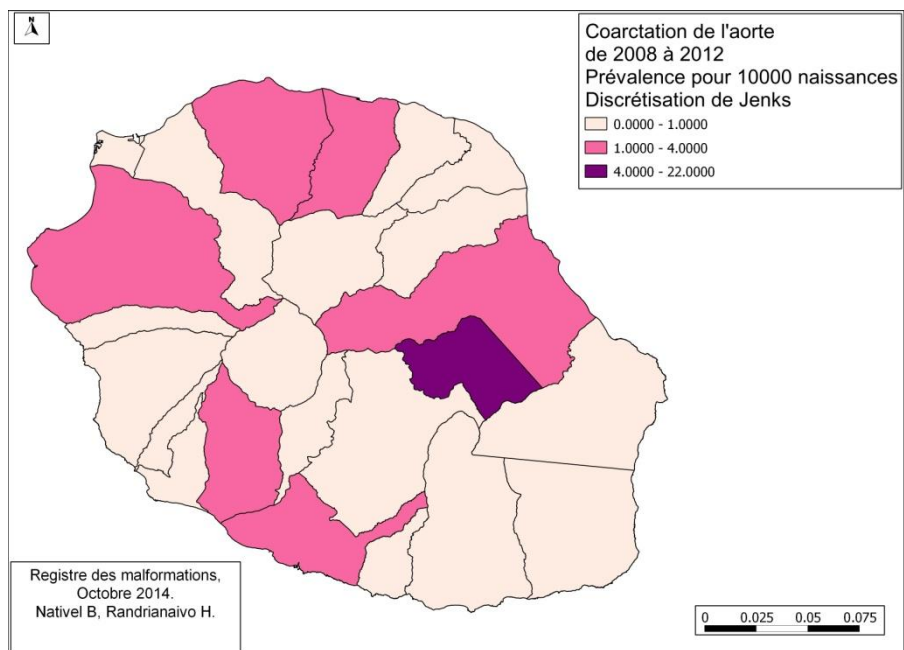 N
Coarctation de l'aorte
de 2008 à 2012
Prévalence pour 10000 naissances
Discrétisation de Jenks
0.0000 - 1.0000
1.0000 - 4.0000
4.0000 - 22.0000
Registre des malformations,
Octobre 2014.
Nativel B, Randrianaivo H.
0 0.025 0.05 0.075